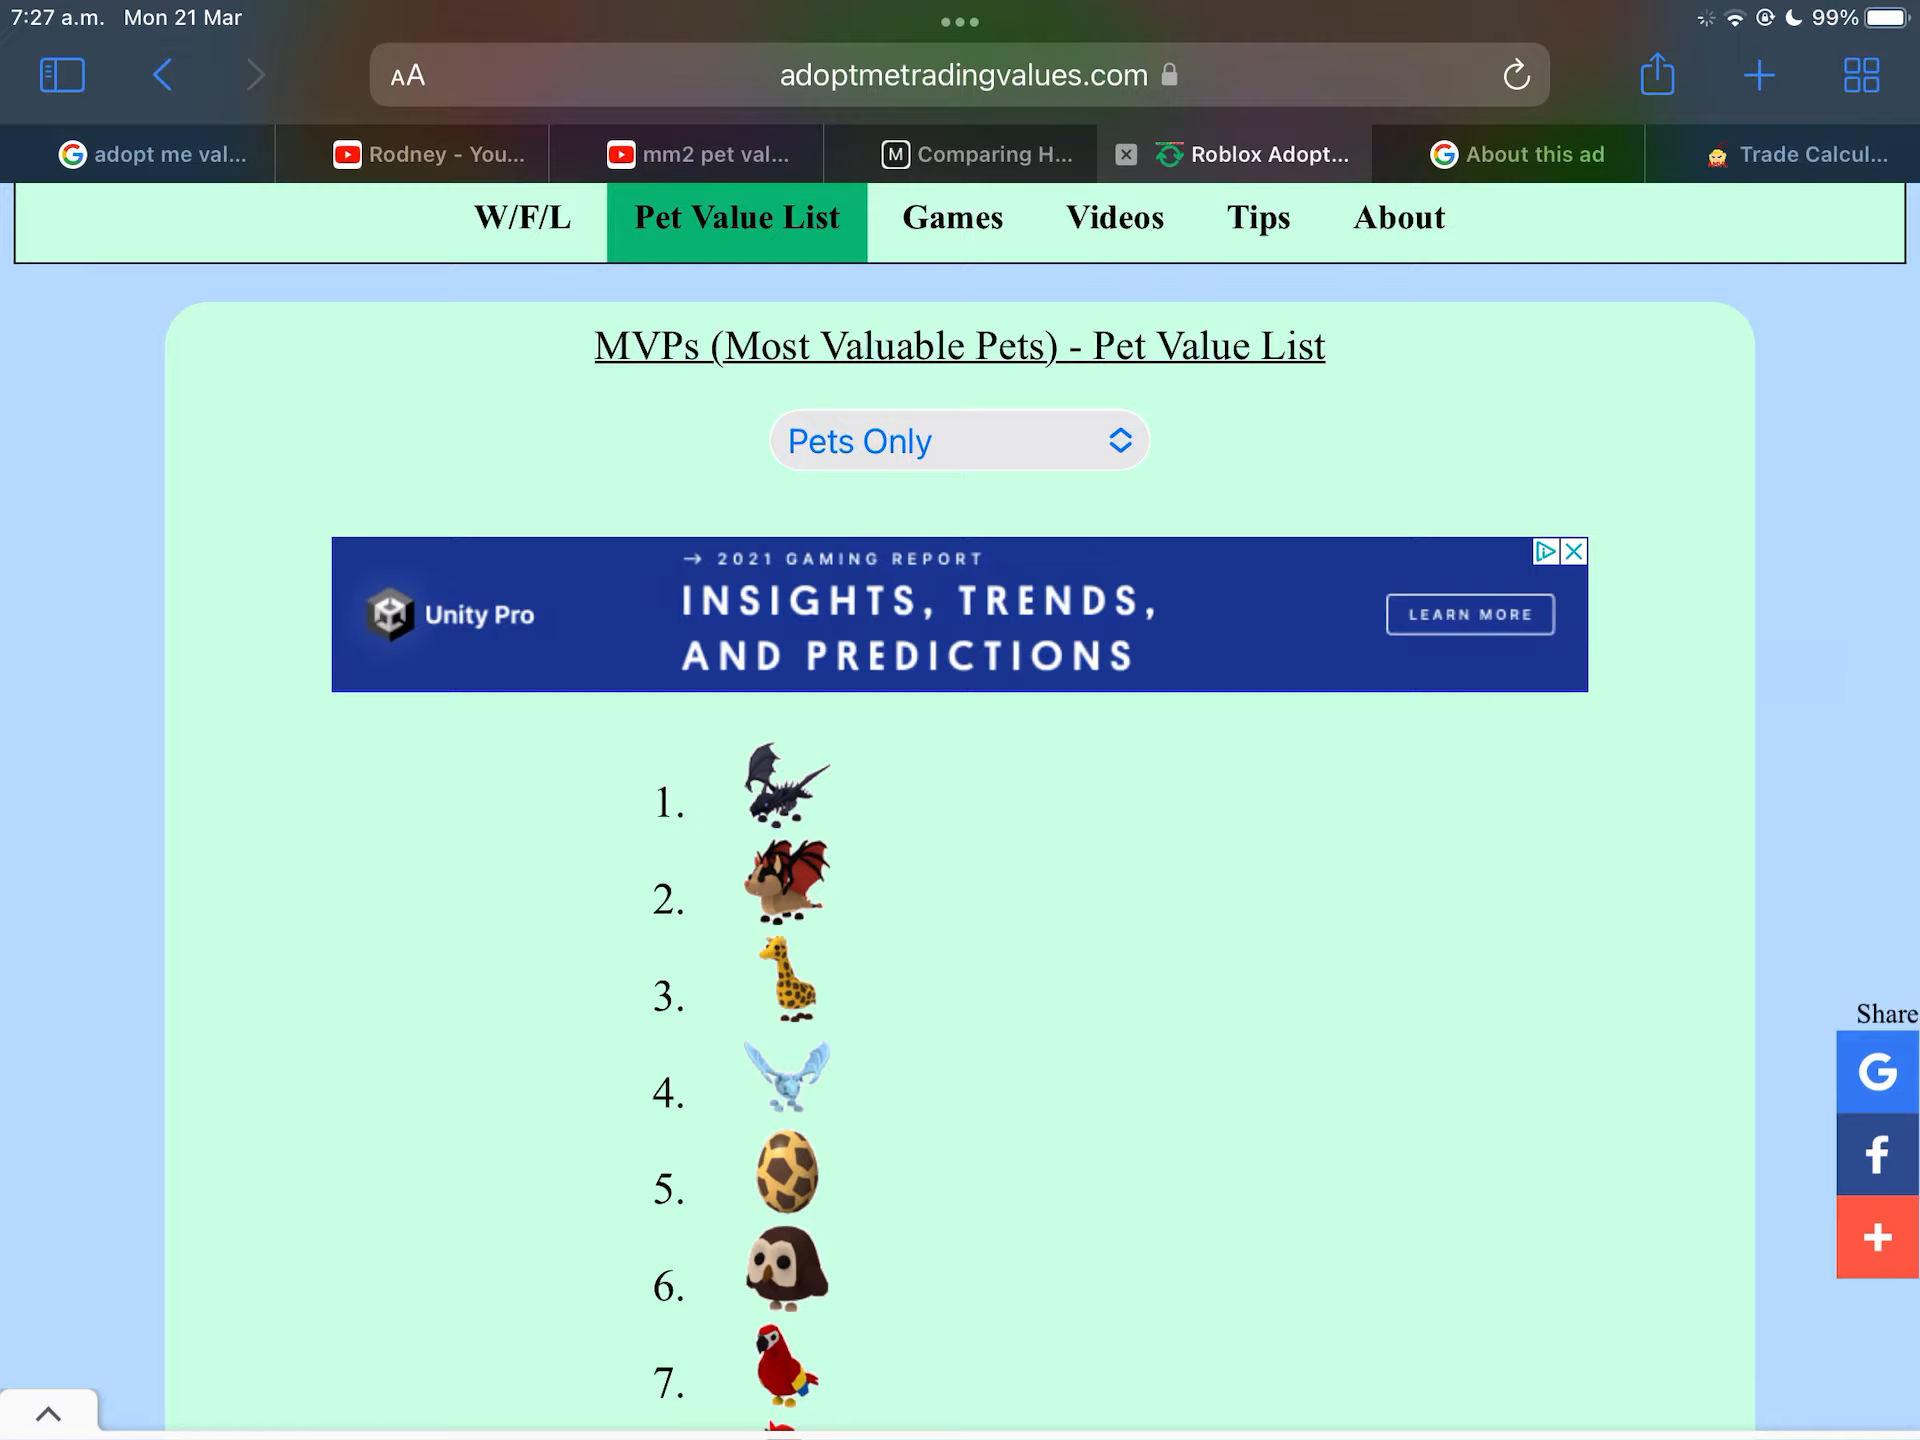 7:27 a.m. Mon 21 Mar
99%
AA
adoptmetradingvalues.com
adopt me val...
Rodney - You...
mm2 pet val...
M Comparing H...
Roblox Adopt...
About this ad
Trade Calcul...
W/F/L
Pet Value List
Games
Videos
Tips
About
MVPs (Most Valuable Pets) - Pet Value List
Pets Only
Unity Pro
→ 2021 GAMING REPORT
INSIGHTS, TRENDS,
AND PREDICTIONS
LEARN MORE
1.
2.
3.
4.
5.
6.
7.
Share
G
f
+